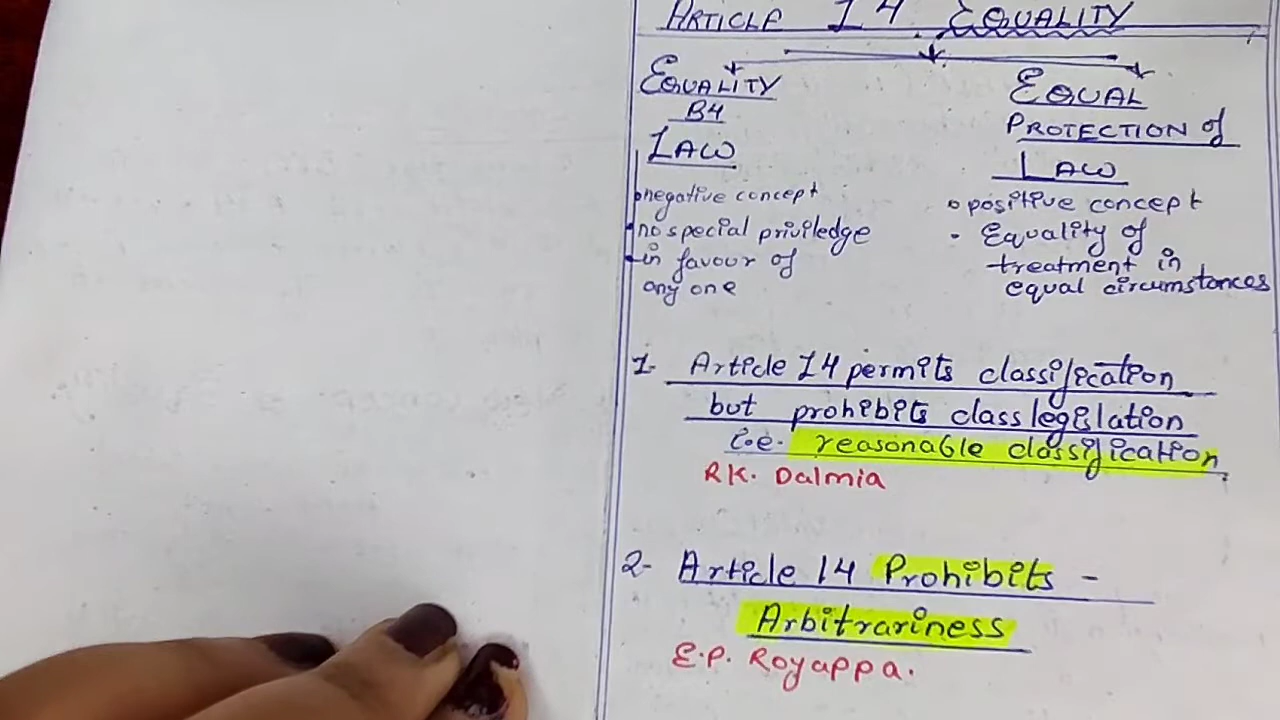 ARTICLE 14 EQUALITY
EQUALITY
B4
LAW
negative concept
no special priviledge
in favour of
any one
EQUAL
PROTECTION of
LAW
positive concept
Equality of
treatment in
equal circumstances
1- Article 14 permits classification
but prohibits class legislation
i.e. reasonable classification
RK. Dalmia
2- Article 14 Prohibits -
Arbitrariness
E.P. Royappa.